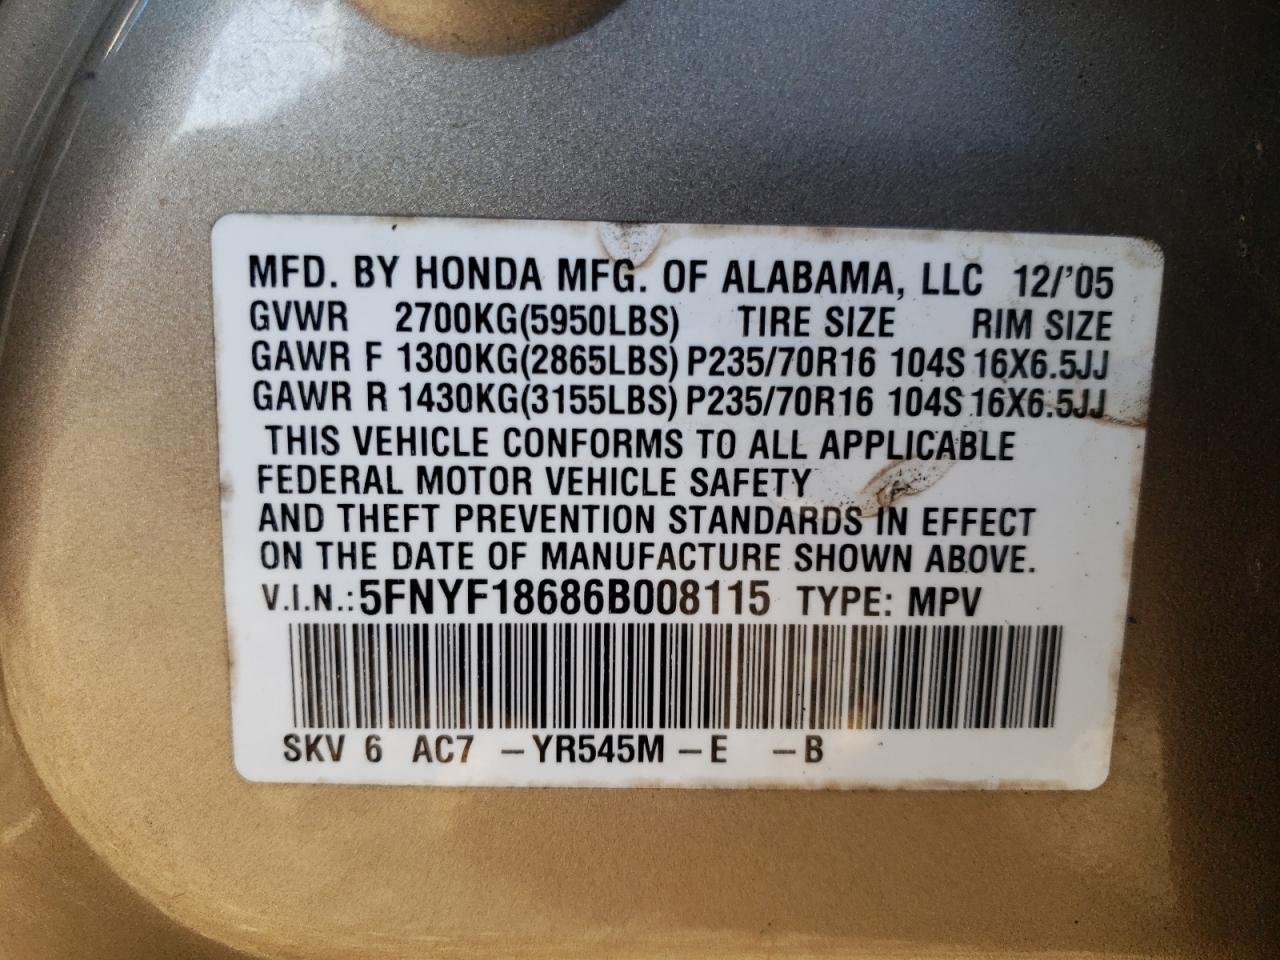 MFD. BY HONDA MFG. OF ALABAMA, LLC 12/'05
GVWR 2700KG(5950LBS) TIRE SIZE RIM SIZE
GAWR F 1300KG(2865LBS) P235/70R16 104S 16X6.5JJ
GAWR R 1430KG(3155LBS) P235/70R16 104S 16X6.5JJ
THIS VEHICLE CONFORMS TO ALL APPLICABLE
FEDERAL MOTOR VEHICLE SAFETY
AND THEFT PREVENTION STANDARDS IN EFFECT
ON THE DATE OF MANUFACTURE SHOWN ABOVE.
V.I.N.: 5FNYF18686B008115 TYPE: MPV
SKV 6 AC7 –YR545M –E –B